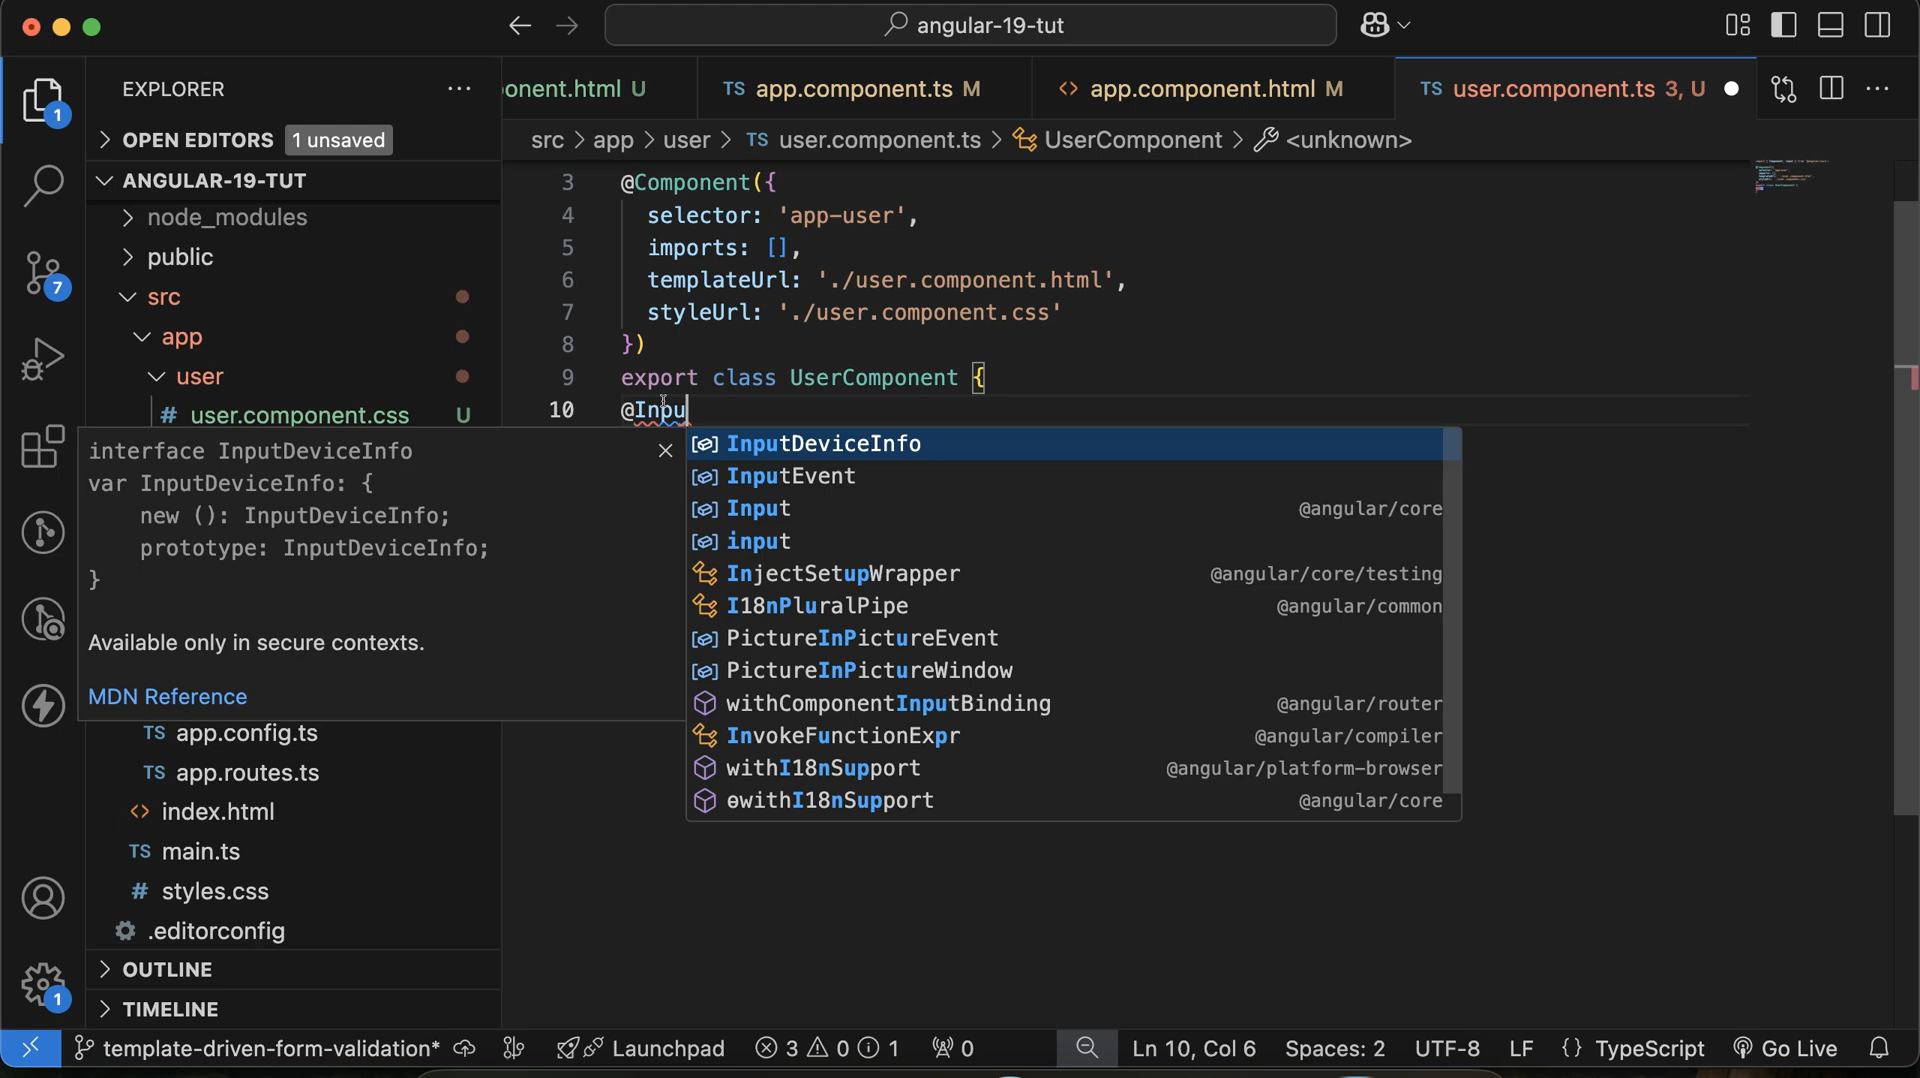 angular-19-tut
EXPLORER
onent.html U
TS app.component.ts M
<> app.component.html M
TS user.component.ts 3, U
1
OPEN EDITORS 1 unsaved
src > app > user > TS user.component.ts > UserComponent > <unknown>
ANGULAR-19-TUT
node_modules
public
src
app
user
# user.component.css U
7
3 @Component({
4 selector: 'app-user',
5 imports: [],
6 templateUrl: './user.component.html',
7 styleUrl: './user.component.css'
8 })
9 export class UserComponent {
10 @Inpu
interface InputDeviceInfo
var InputDeviceInfo: {
new (): InputDeviceInfo;
prototype: InputDeviceInfo;
}
Available only in secure contexts.
MDN Reference
InputDeviceInfo
InputEvent
Input @angular/core
input
InjectSetupWrapper @angular/core/testing
I18nPluralPipe @angular/common
PictureInPictureEvent
PictureInPictureWindow
withComponentInputBinding @angular/router
InvokeFunctionExpr @angular/compiler
withI18nSupport @angular/platform-browser
ɵwithI18nSupport @angular/core
TS app.config.ts
TS app.routes.ts
<> index.html
TS main.ts
# styles.css
.editorconfig
OUTLINE
TIMELINE
1
template-driven-form-validation*
Launchpad
3 0 1
0
Ln 10, Col 6
Spaces: 2
UTF-8
LF
{} TypeScript
Go Live